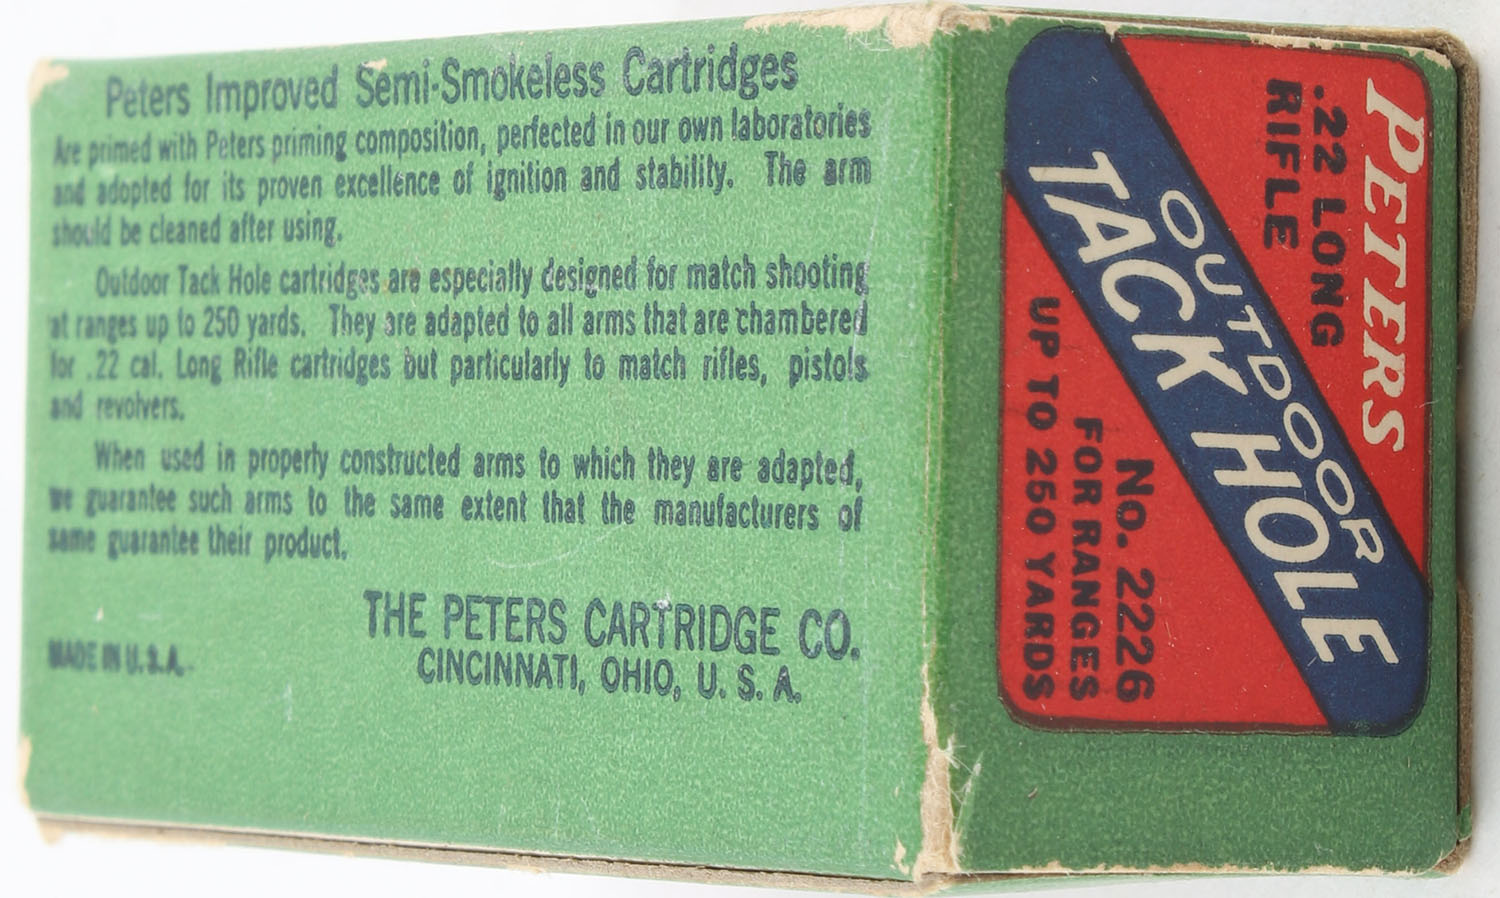 Peters Improved Semi-Smokeless Cartridges
Are primed with Peters priming composition, perfected in our own laboratories
and adopted for its proven excellence of ignition and stability. The arm
should be cleaned after using.
Outdoor Tack Hole cartridges are especially designed for match shooting
at ranges up to 250 yards. They are adapted to all arms that are chambered
for .22 cal. Long Rifle cartridges but particularly to match rifles, pistols
and revolvers.
When used in properly constructed arms to which they are adapted,
we guarantee such arms to the same extent that the manufacturers of
same guarantee their product.
THE PETERS CARTRIDGE CO.
CINCINNATI, OHIO, U. S. A.
MADE IN U.S.A.
PETERS
.22 LONG
RIFLE
OUTDOOR
TACK HOLE
No. 2226
FOR RANGES
UP TO 250 YARDS